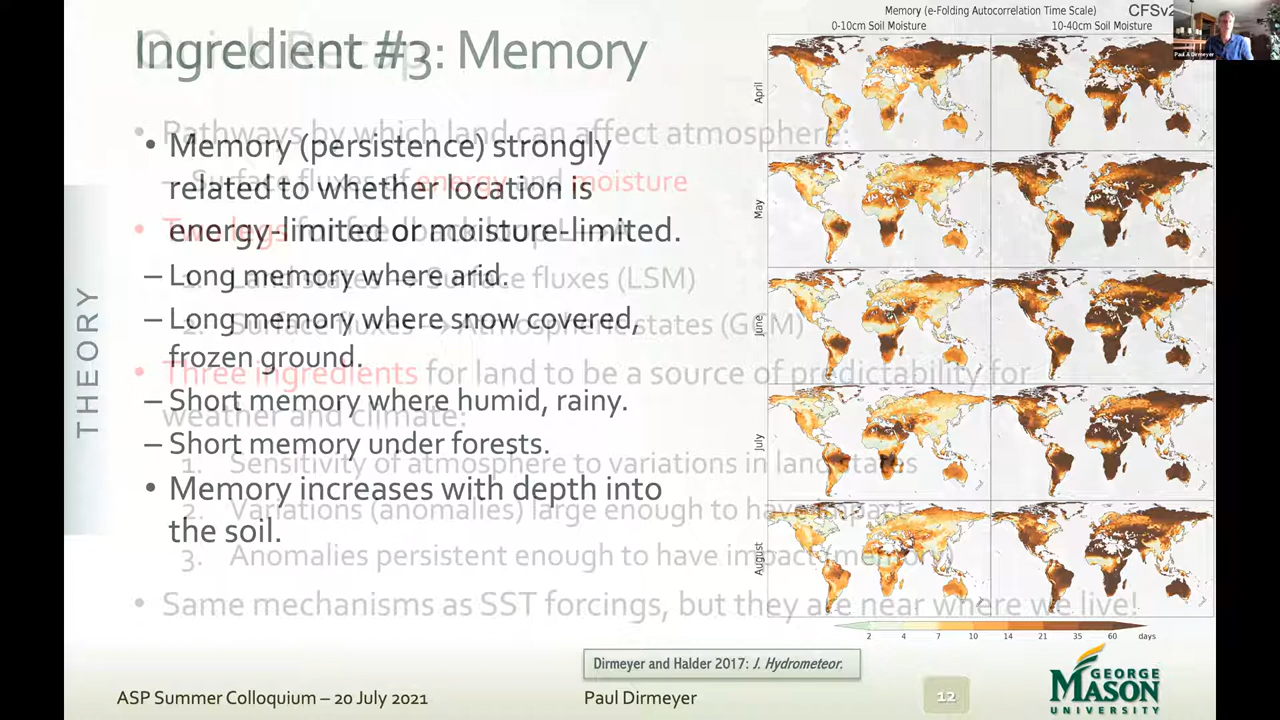 Ingredient #3: Memory
Quick Recap
• Memory (persistence) strongly
related to whether location is
energy-limited or moisture-limited.
– Long memory where arid.
– Long memory where snow covered,
frozen ground.
– Short memory where humid, rainy.
– Short memory under forests.
• Memory increases with depth into
the soil.
• Pathways by which land can affect atmosphere:
– Surface fluxes of energy and moisture
• Two legs
1. Land states → Surface fluxes (LSM)
2. Surface fluxes → Atmosphere states (GCM)
• Three ingredients for land to be a source of predictability for
weather and climate:
1. Sensitivity of atmosphere to variations in land states
2. Variations (anomalies) large enough to have impact
3. Anomalies persistent enough to have impact (memory)
• Same mechanisms as SST forcings, but they are near where we live!
THEORY
Memory (e-Folding Autocorrelation Time Scale)
CFSv2
0-10cm Soil Moisture
10-40cm Soil Moisture
Paul A Dirmeyer
April
May
June
July
August
2 4 7 10 14 21 35 60 days
Dirmeyer and Halder 2017: J. Hydrometeor.
ASP Summer Colloquium – 20 July 2021
Paul Dirmeyer
12
GEORGE
MASON
UNIVERSITY